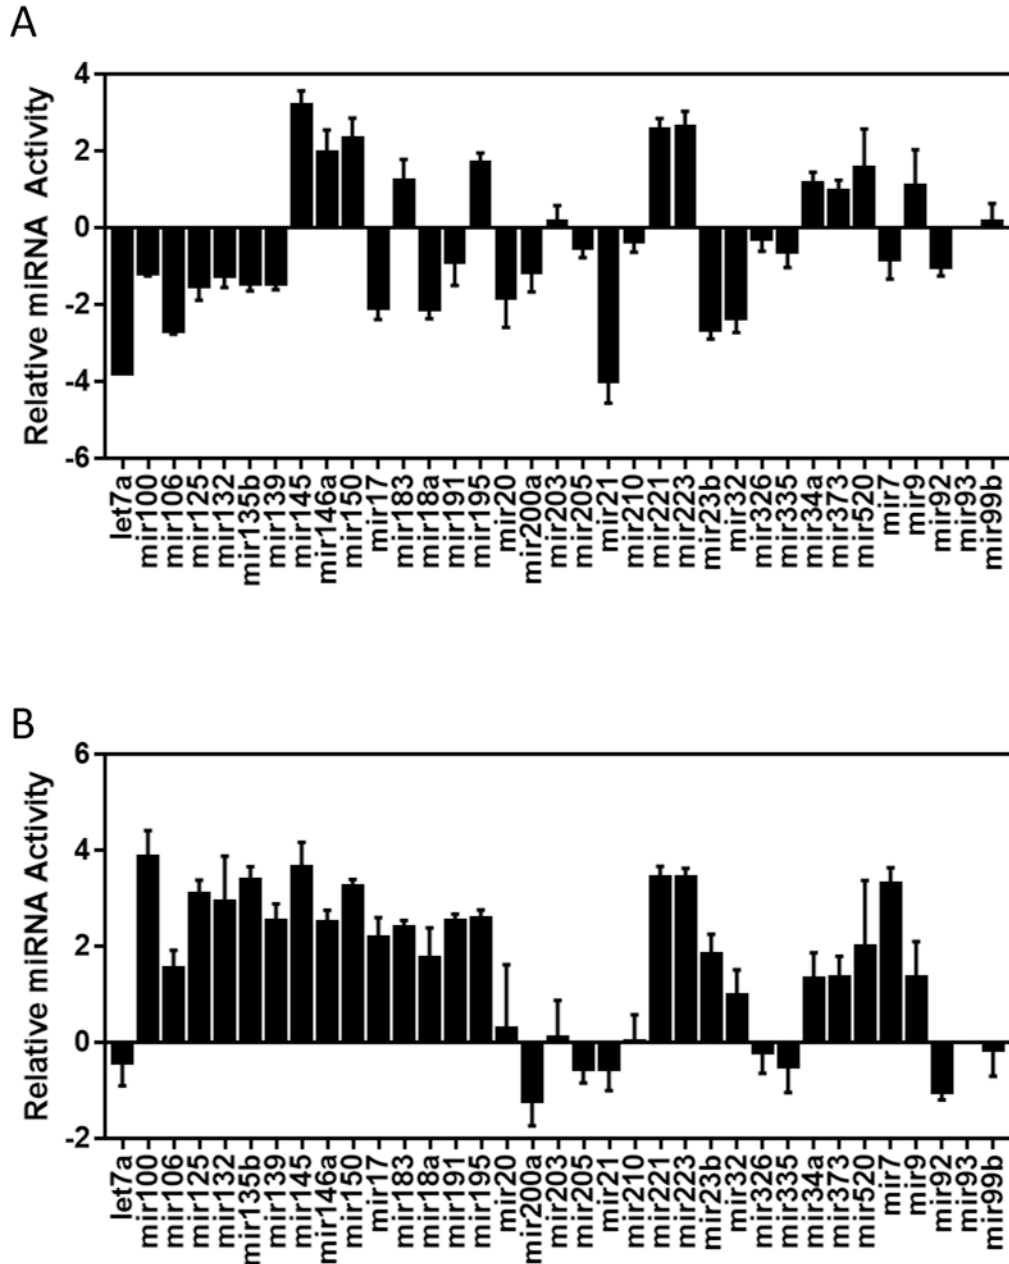 A
Relative miRNA Activity
4
2
0
-2
-4
-6
let7a
mir100
mir106
mir125
mir132
mir135b
mir139
mir145
mir146a
mir150
mir17
mir183
mir18a
mir191
mir195
mir20
mir200a
mir203
mir205
mir21
mir210
mir221
mir223
mir23b
mir32
mir326
mir335
mir34a
mir373
mir520
mir7
mir9
mir92
mir93
mir99b
B
Relative miRNA Activity
6
4
2
0
-2
let7a
mir100
mir106
mir125
mir132
mir135b
mir139
mir145
mir146a
mir150
mir17
mir183
mir18a
mir191
mir195
mir20
mir200a
mir203
mir205
mir21
mir210
mir221
mir223
mir23b
mir32
mir326
mir335
mir34a
mir373
mir520
mir7
mir9
mir92
mir93
mir99b